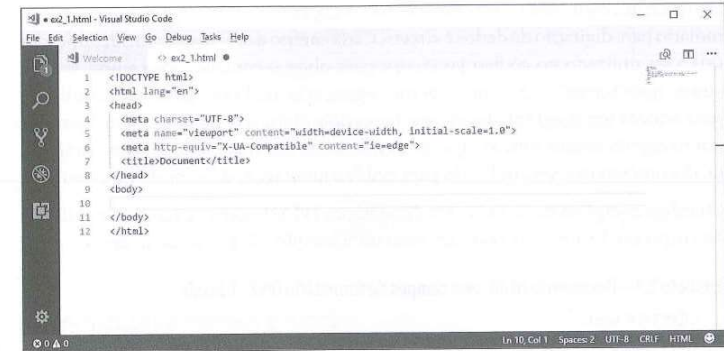 ● ex2_1.html - Visual Studio Code
File Edit Selection View Go Debug Tasks Help
Welcome
<> ex2_1.html ●
1 <!DOCTYPE html>
2 <html lang="en">
3 <head>
4 <meta charset="UTF-8">
5 <meta name="viewport" content="width=device-width, initial-scale=1.0">
6 <meta http-equiv="X-UA-Compatible" content="ie=edge">
7 <title>Document</title>
8 </head>
9 <body>
10
11 </body>
12 </html>
1
0 0
Ln 10, Col 1 Spaces: 2 UTF-8 CRLF HTML